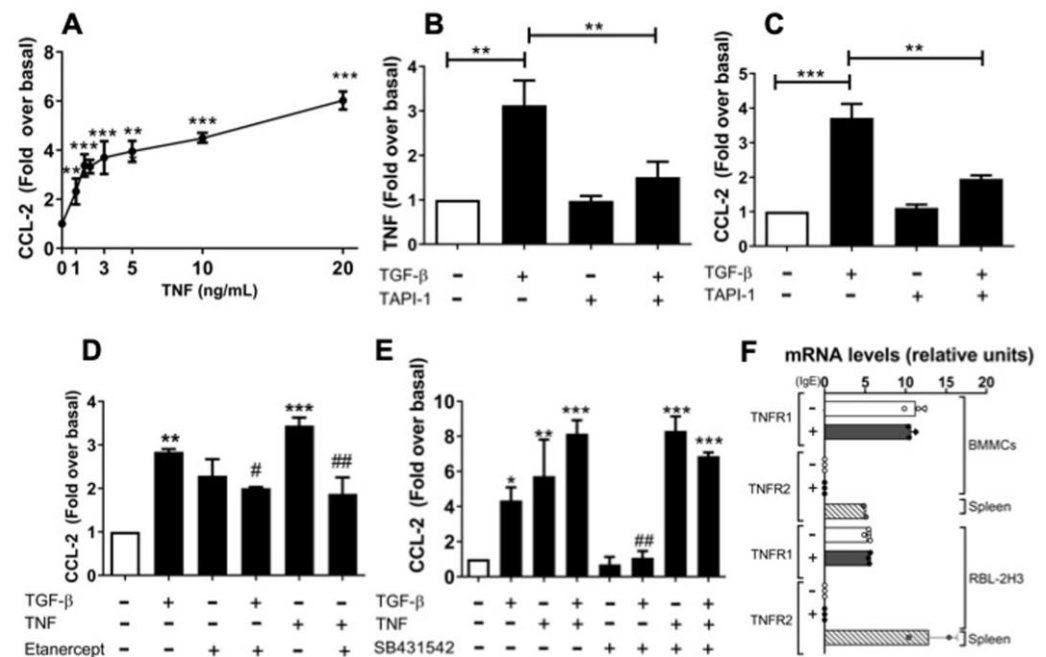 A
CCL-2 (Fold over basal)
8
6
4
2
0
** *** *** ** *** ***
0 1 3 5 10 20
TNF (ng/mL)
B
TNF (Fold over basal)
4
3
2
1
0
** **
TGF-β - + - +
TAPI-1 - - + +
C
CCL-2 (Fold over basal)
5
4
3
2
1
0
*** **
TGF-β - + - +
TAPI-1 - - + +
D
CCL-2 (Fold over basal)
4
3
2
1
0
** # *** ##
TGF-β - + - + - -
TNF - - - - + +
Etanercept - - + + - +
E
CCL-2 (Fold over basal)
10
8
6
4
2
0
* ** *** ## *** ***
TGF-β - + - + - + - +
TNF - - + + - - + +
SB431542 - - - - + + + +
F
mRNA levels (relative units)
(IgE) 0 5 10 15 20
TNFR1 - +
BMMCs
TNFR2 - +
Spleen
TNFR1 - +
RBL-2H3
TNFR2 - +
Spleen